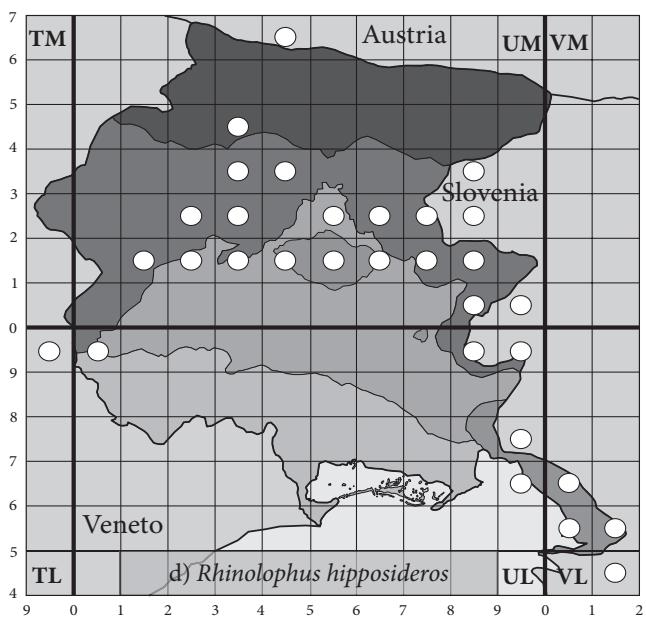 7
TM
Austria
UM
VM
6
5
4
3
Slovenia
2
1
0
9
8
7
6
Veneto
5
TL
d) Rhinolophus hipposideros
UL
VL
4
9 0 1 2 3 4 5 6 7 8 9 0 1 2